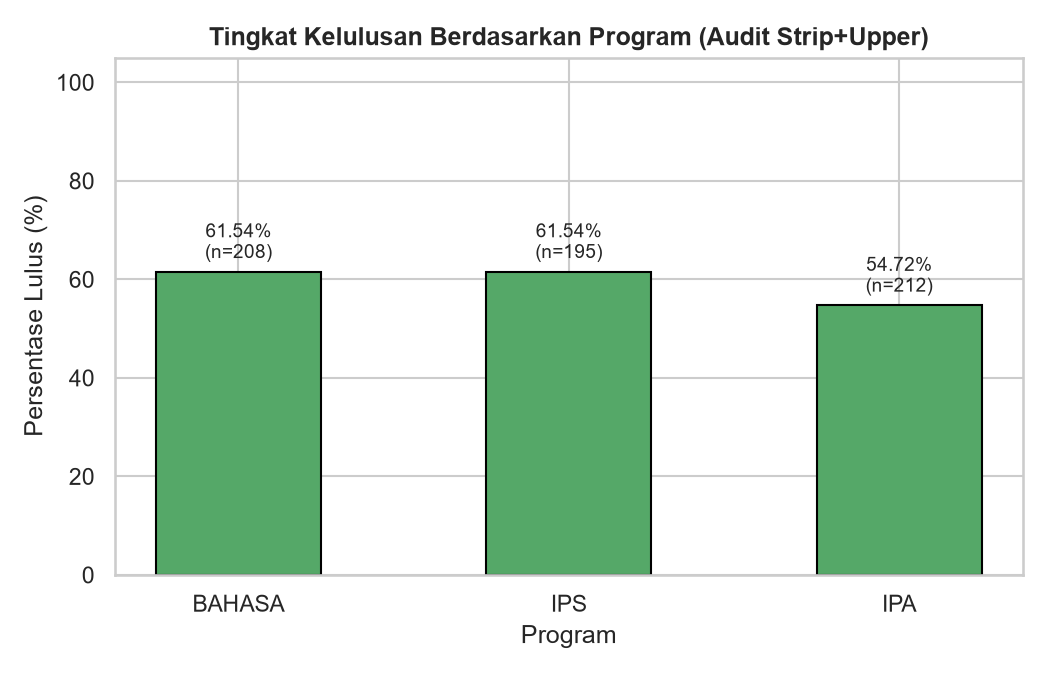 Tingkat Kelulusan Berdasarkan Program (Audit Strip+Upper)
Persentase Lulus (%)
100
80
60
40
20
0
61.54%
(n=208)
61.54%
(n=195)
54.72%
(n=212)
BAHASA
IPS
IPA
Program